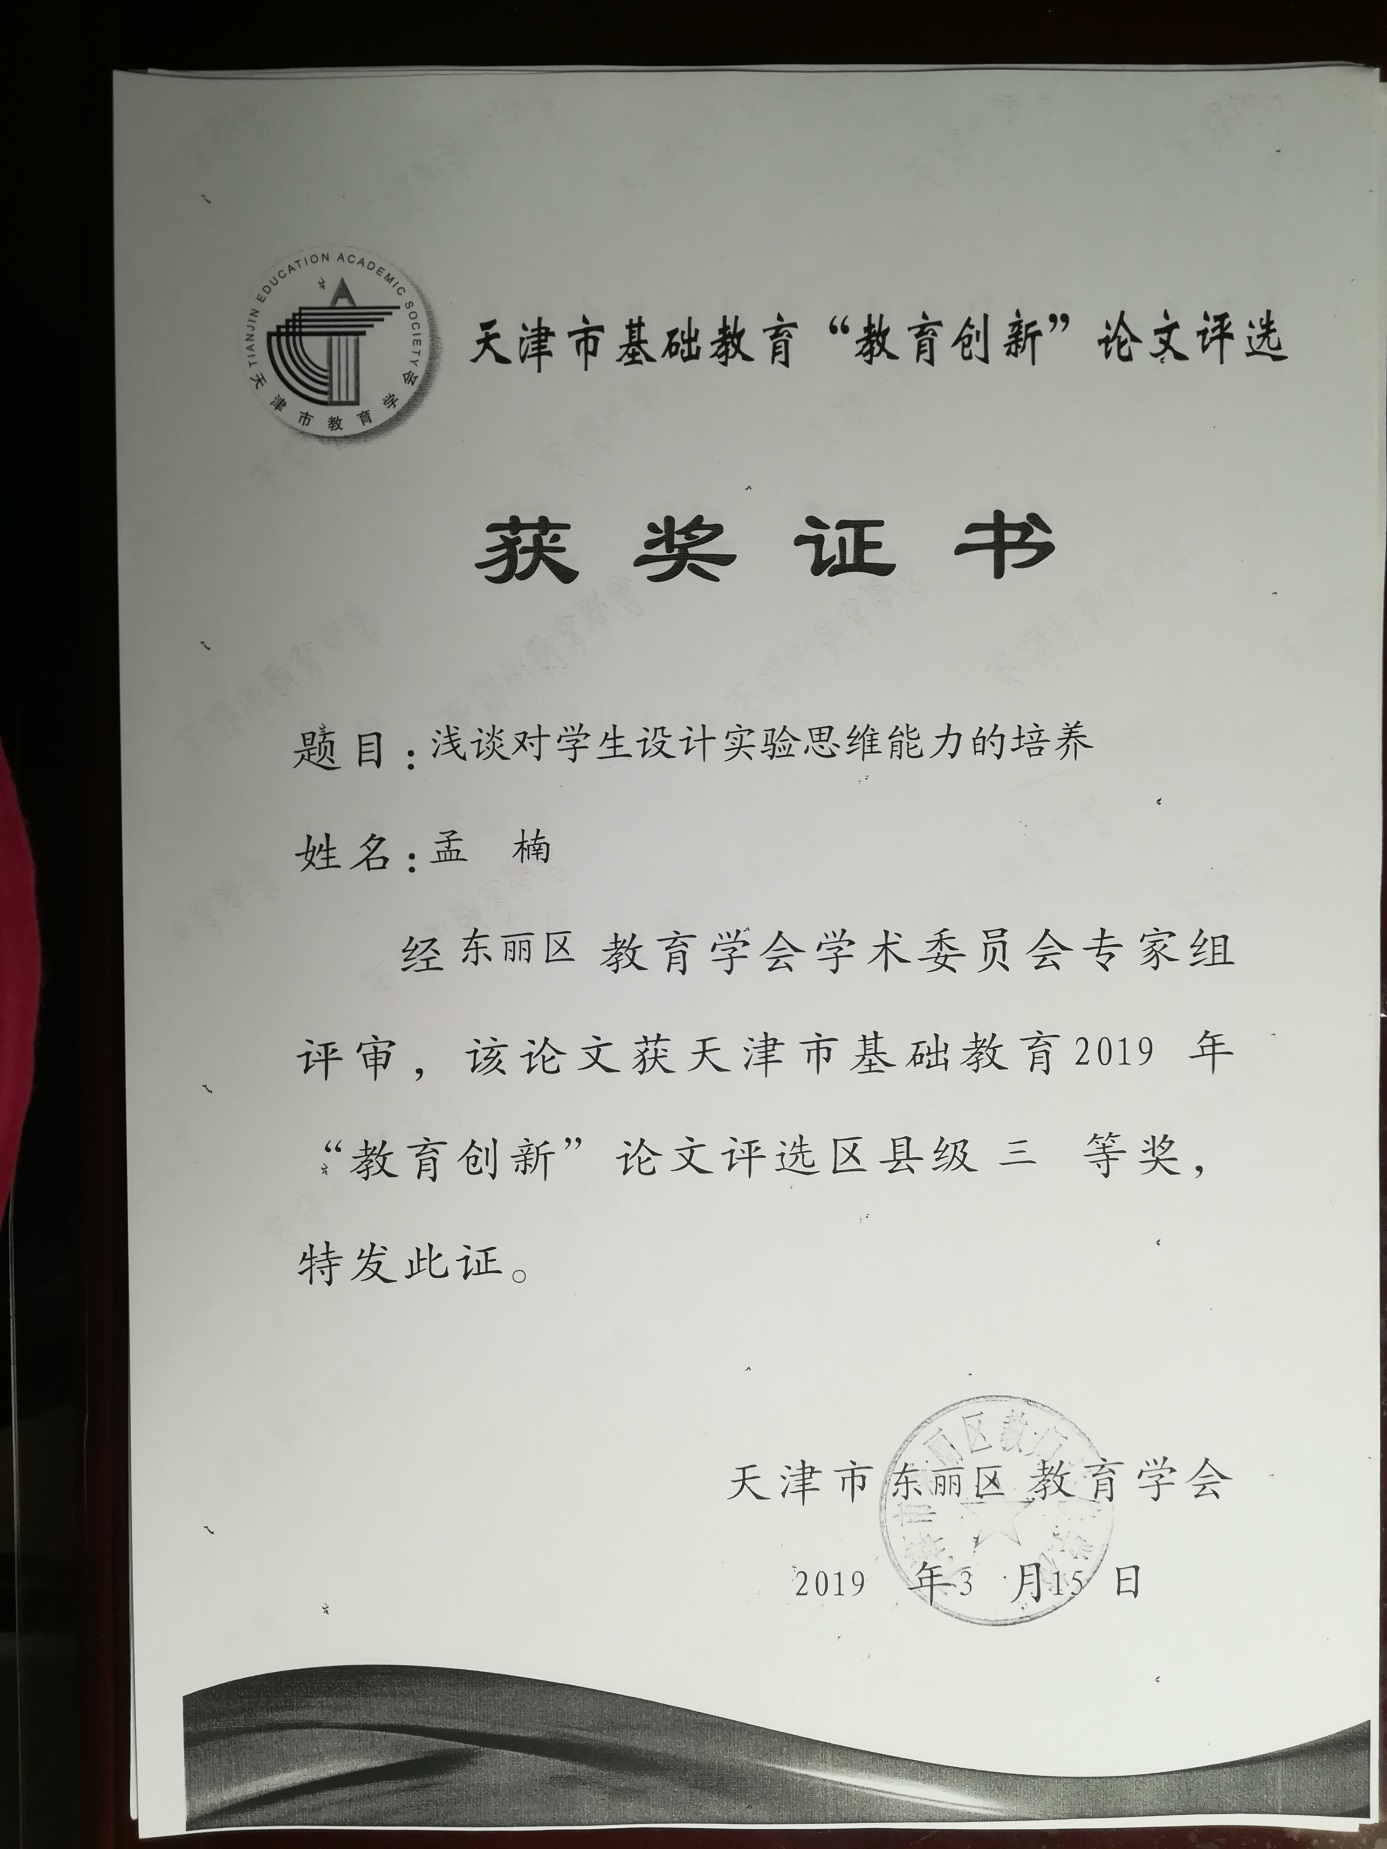 TIANJIN EDUCATION ACADEMIC SOCIETY
天津市教育学会
天津市基础教育“教育创新”论文评选
获奖证书
题目：浅谈对学生设计实验思维能力的培养
姓名：孟 楠
经东丽区 教育学会学术委员会专家组
评审，该论文获天津市基础教育2019 年
“教育创新”论文评选区县级 三 等奖，
特发此证。
天津市 东丽区 教育学会
2019 年3 月15 日